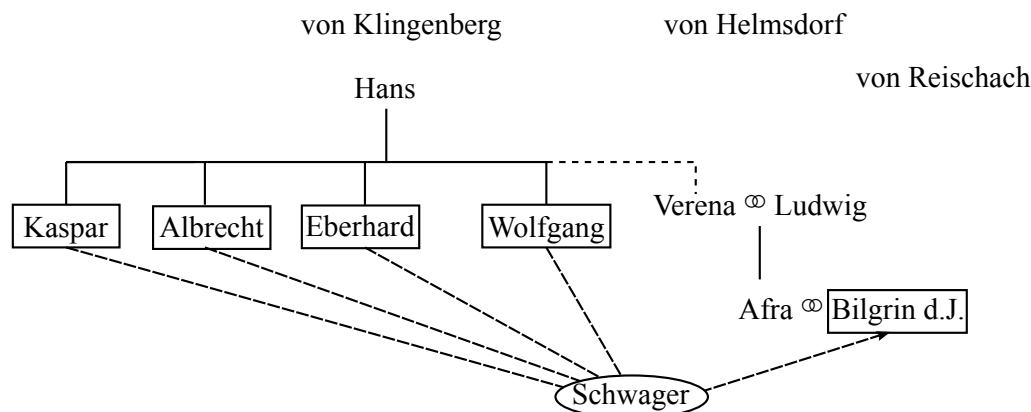 von Klingenberg von Helmsdorf
von Reischach
Hans
Verena ⚭ Ludwig
Kaspar Albrecht Eberhard Wolfgang
Afra ⚭ Bilgrin d.J.
Schwager